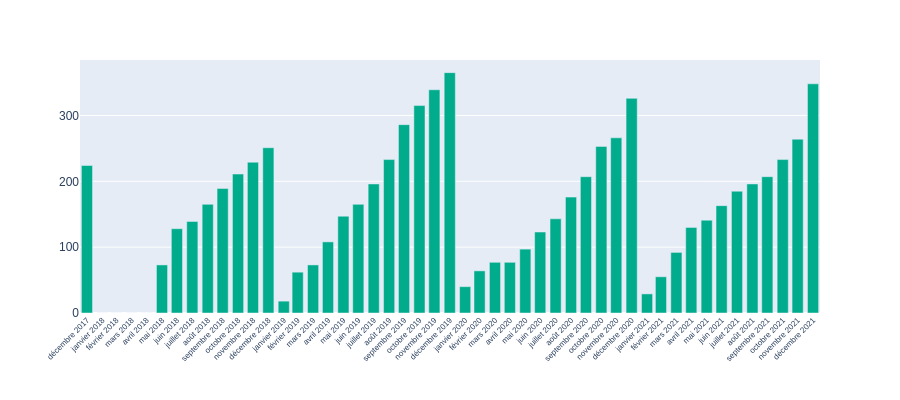 300
200
100
0
décembre 2017
janvier 2018
février 2018
mars 2018
avril 2018
mai 2018
juin 2018
juillet 2018
août 2018
septembre 2018
octobre 2018
novembre 2018
décembre 2018
janvier 2019
février 2019
mars 2019
avril 2019
mai 2019
juin 2019
juillet 2019
août 2019
septembre 2019
octobre 2019
novembre 2019
décembre 2019
janvier 2020
février 2020
mars 2020
avril 2020
mai 2020
juin 2020
juillet 2020
août 2020
septembre 2020
octobre 2020
novembre 2020
décembre 2020
janvier 2021
février 2021
mars 2021
avril 2021
mai 2021
juin 2021
juillet 2021
août 2021
septembre 2021
octobre 2021
novembre 2021
décembre 2021